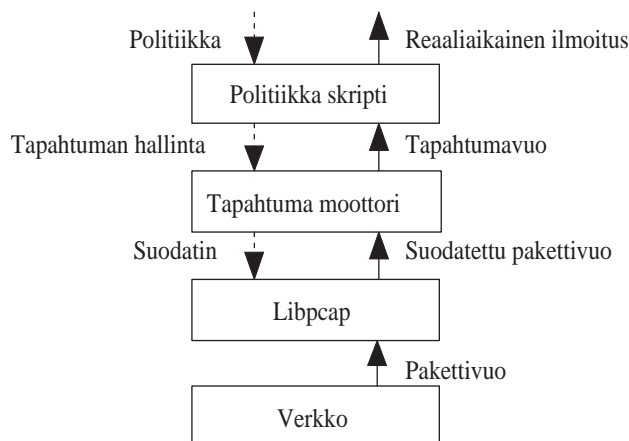 Politiikka
Reaaliaikainen ilmoitus
Politiikka skripti
Tapahtuman hallinta
Tapahtumavuo
Tapahtuma moottori
Suodatin
Suodatettu pakettivuo
Libpcap
Pakettivuo
Verkko